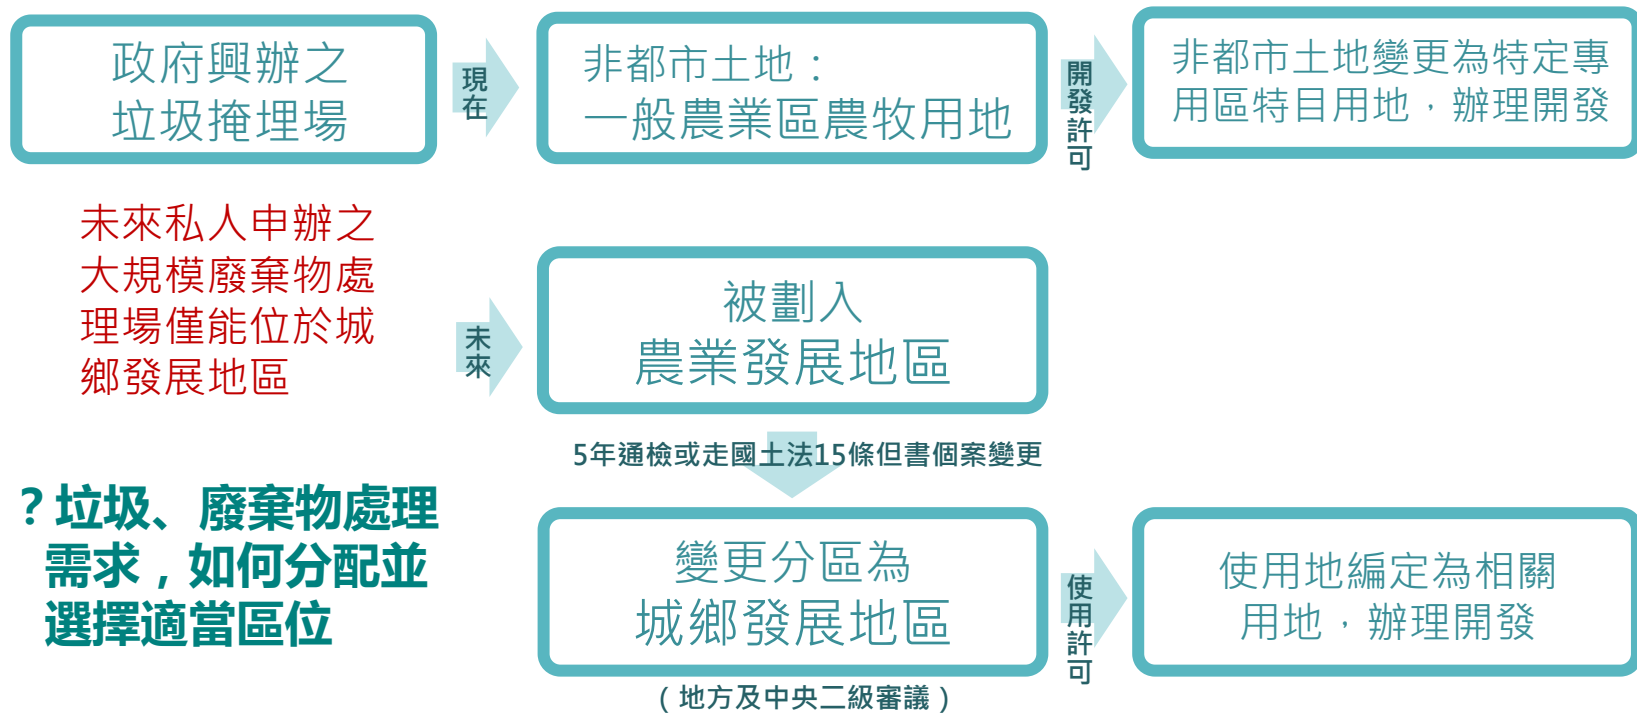 政府興辦之
垃圾掩埋場
現在
非都市土地：
一般農業區農牧用地
開發許可
非都市土地變更為特定專
用區特目用地，辦理開發
未來私人申辦之
大規模廢棄物處
理場僅能位於城
鄉發展地區
未來
被劃入
農業發展地區
5年通檢或走國土法15條但書個案變更
？垃圾、廢棄物處理
需求，如何分配並
選擇適當區位
變更分區為
城鄉發展地區
（地方及中央二級審議）
使用許可
使用地編定為相關
用地，辦理開發